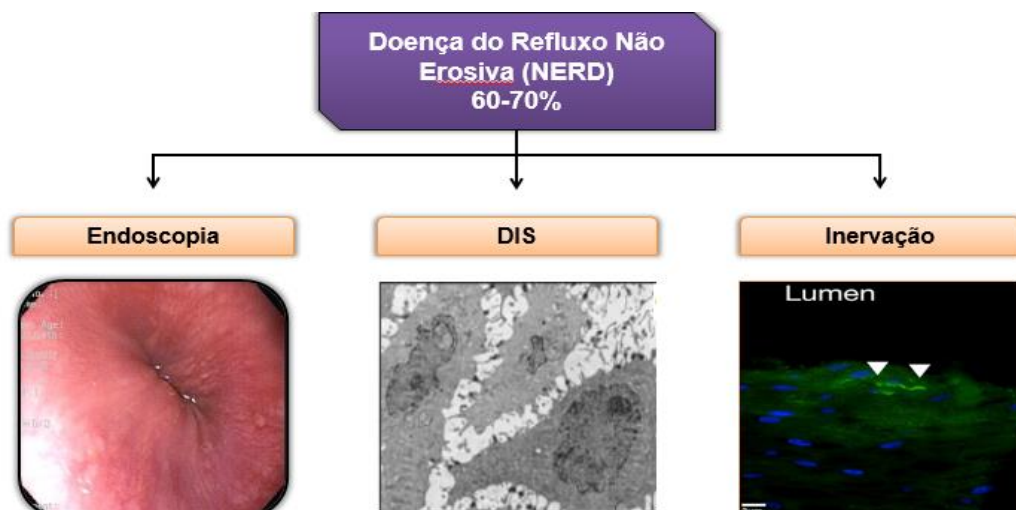 Doença do Refluxo Não
Erosiva (NERD)
60-70%
Endoscopia
DIS
Inervação
Lumen